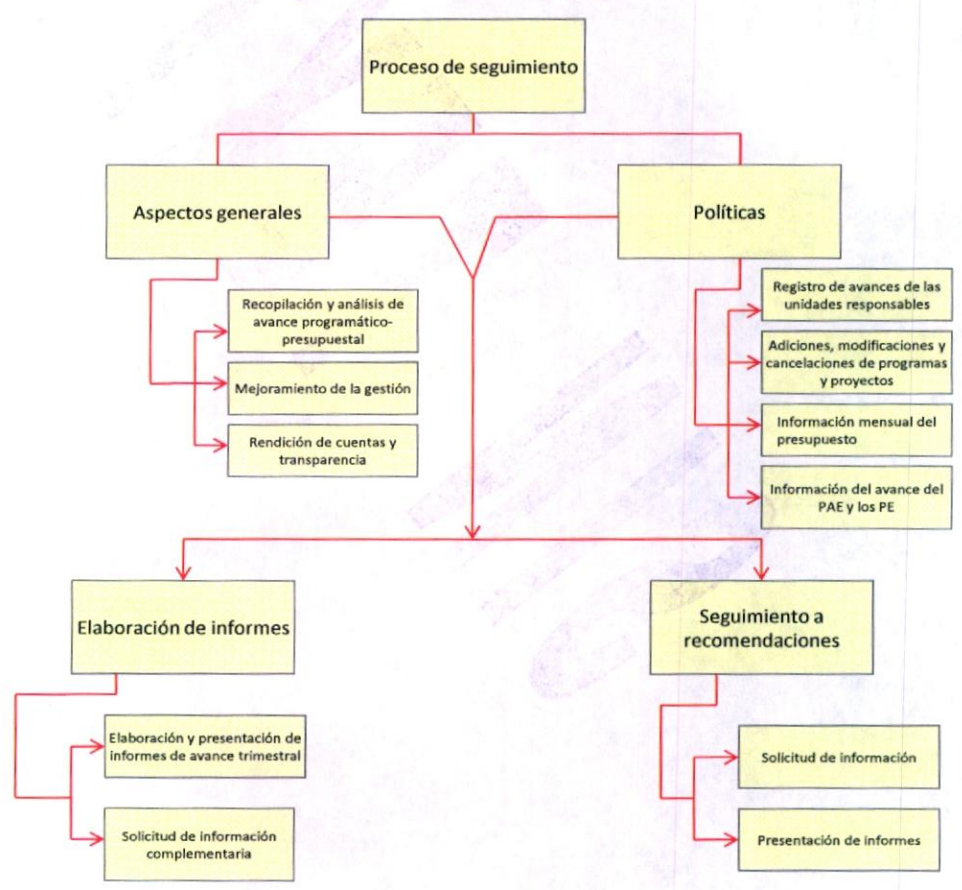 Proceso de seguimiento
Aspectos generales
Políticas
Recopilación y análisis de
avance programático-
presupuestal
Mejoramiento de la gestión
Rendición de cuentas y
transparencia
Registro de avances de las
unidades responsables
Adiciones, modificaciones y
cancelaciones de programas
y proyectos
Información mensual del
presupuesto
Información del avance del
PAE y los PE
Elaboración de informes
Elaboración y presentación de
informes de avance trimestral
Solicitud de información
complementaria
Seguimiento a
recomendaciones
Solicitud de información
Presentación de informes